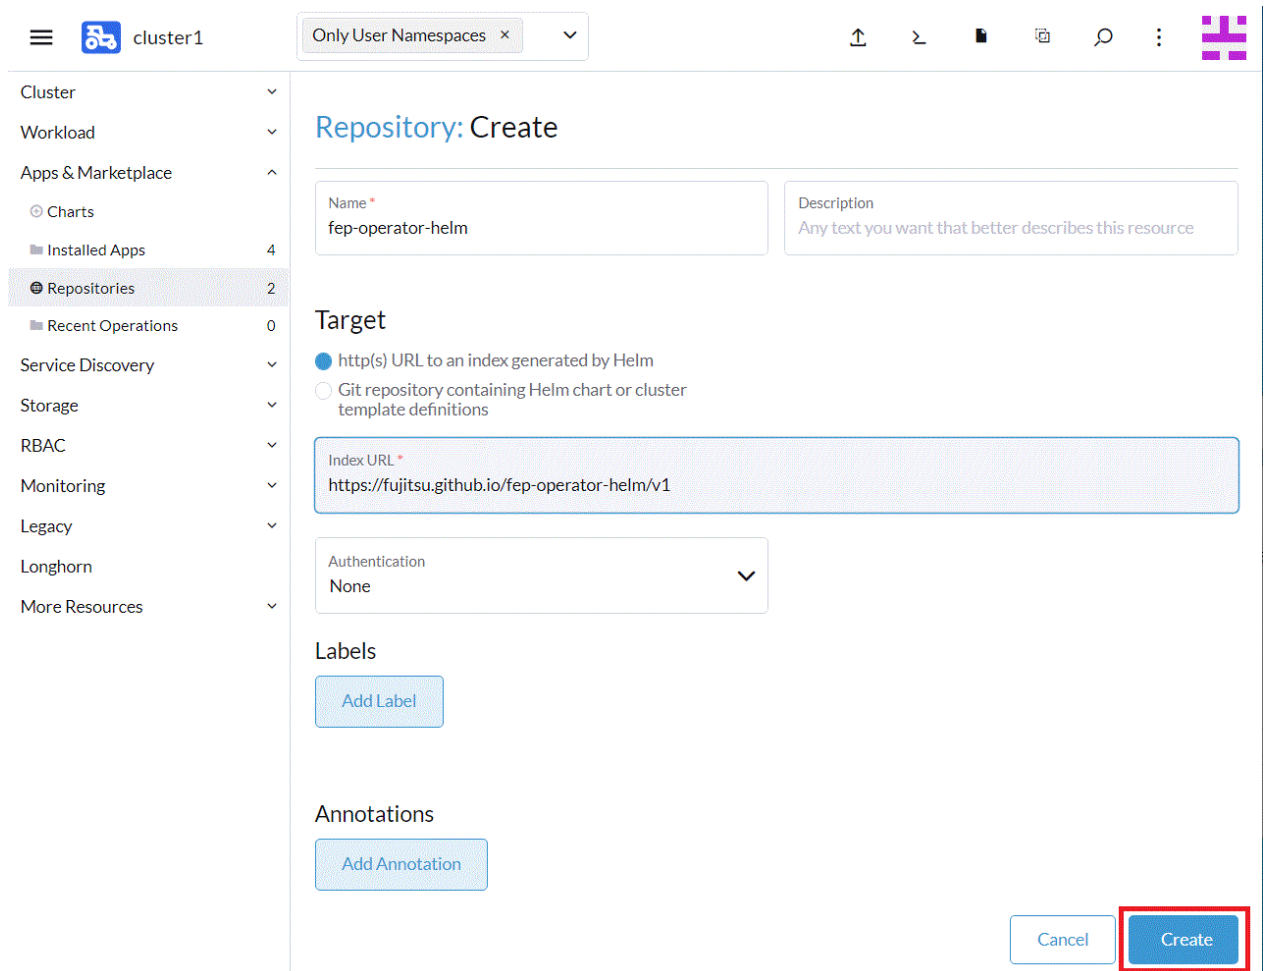 cluster1
Only User Namespaces ×
Cluster
Workload
Apps & Marketplace
Charts
Installed Apps 4
Repositories 2
Recent Operations 0
Service Discovery
Storage
RBAC
Monitoring
Legacy
Longhorn
More Resources
Repository: Create
Name *
fep-operator-helm
Description
Any text you want that better describes this resource
Target
http(s) URL to an index generated by Helm
Git repository containing Helm chart or cluster
template definitions
Index URL *
https://fujitsu.github.io/fep-operator-helm/v1
Authentication
None
Labels
Add Label
Annotations
Add Annotation
Cancel
Create